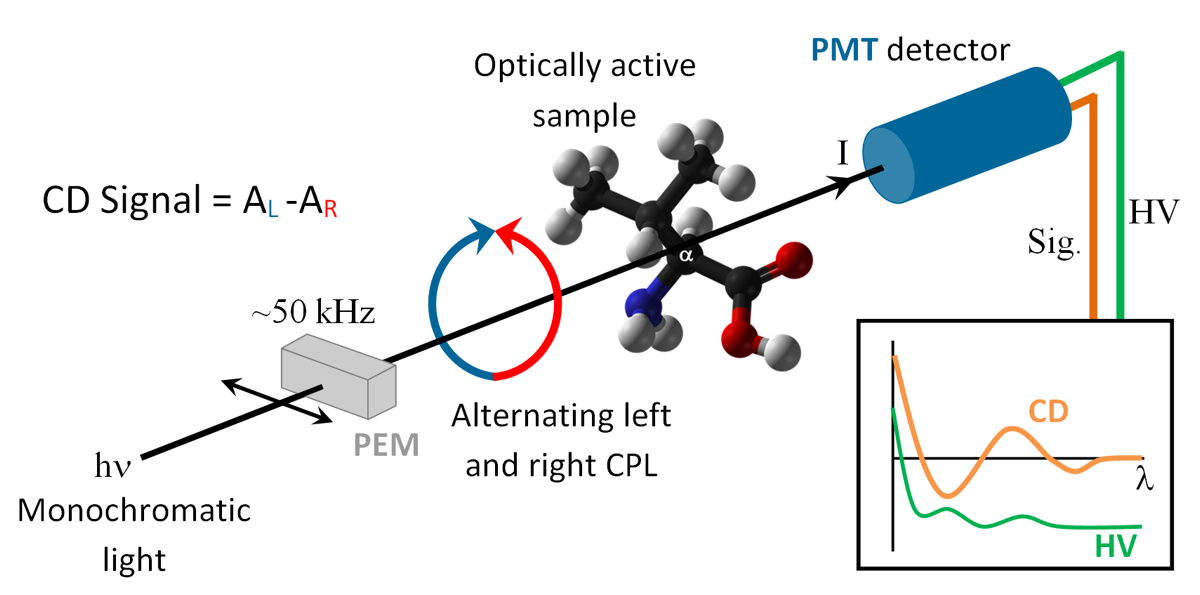 PMT detector
Optically active
sample
I
CD Signal = AL -AR
HV
Sig.
α
~50 kHz
PEM
Alternating left
and right CPL
hν
Monochromatic
light
CD
λ
HV